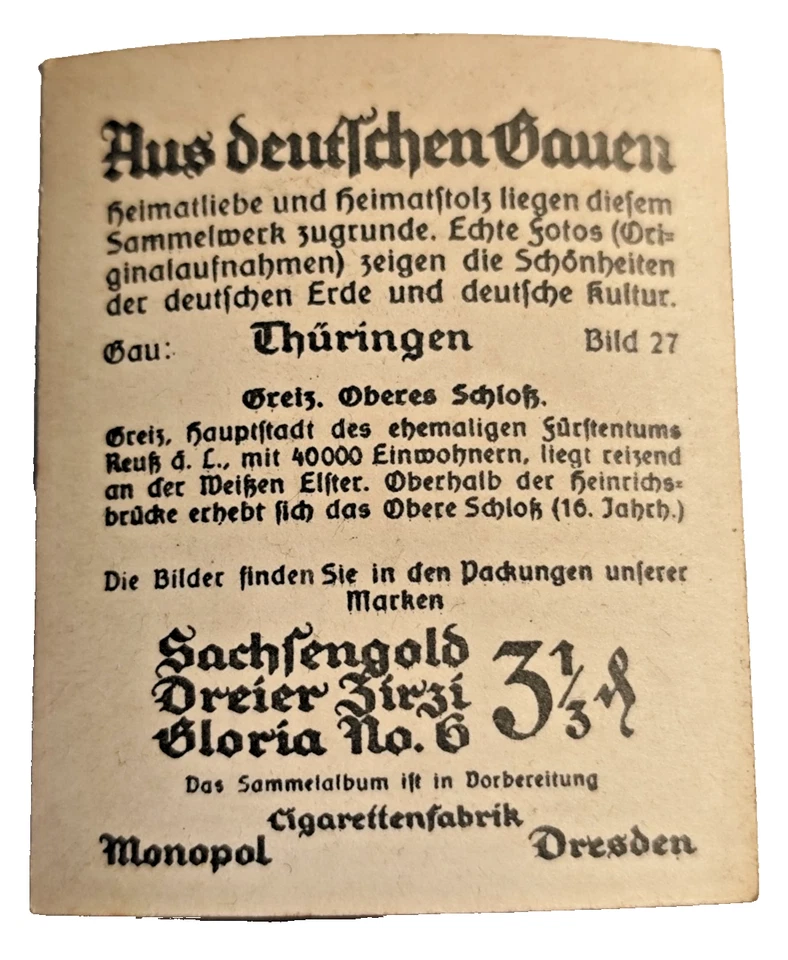 Aus deutschen Gauen
Heimatliebe und Heimatstolz liegen diesem
Sammelwerk zugrunde. Echte Fotos (Ori=
ginalaufnahmen) zeigen die Schönheiten
der deutschen Erde und deutsche Kultur.
Gau: Thüringen Bild 27
Greiz. Oberes Schloß.
Greiz, Hauptstadt des ehemaligen Fürstentums
Reuß ä. L., mit 40000 Einwohnern, liegt reizend
an der Weißen Elster. Oberhalb der Heinrichs=
brücke erhebt sich das Obere Schloß (16. Jahrh.)
Die Bilder finden Sie in den Packungen unserer
Marken
Sachsengold
Dreier Zirzi 3 1/3 ₰
Gloria No. 6
Das Sammelalbum ist in Vorbereitung
Cigarettenfabrik
Monopol Dresden